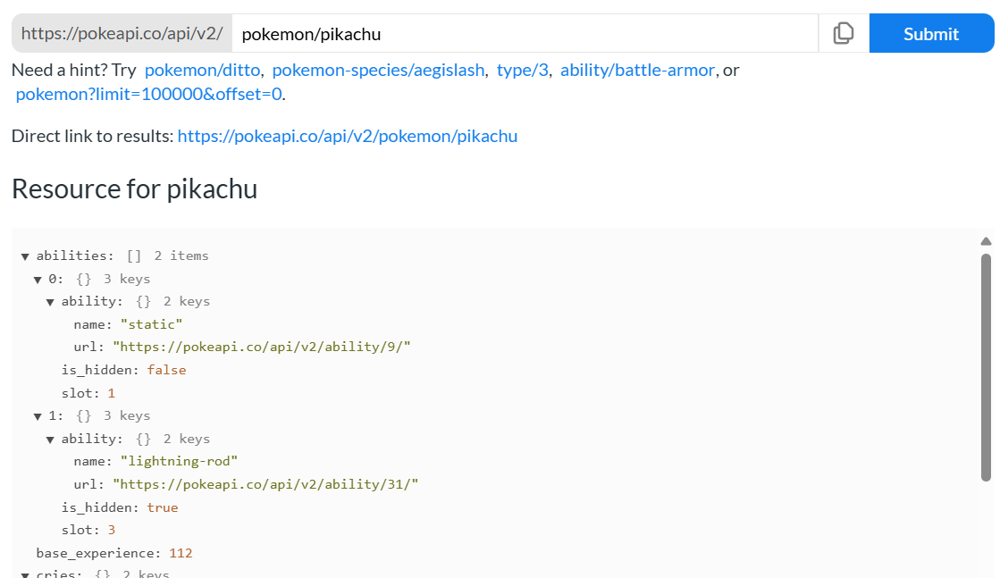 https://pokeapi.co/api/v2/ pokemon/pikachu Submit
Need a hint? Try pokemon/ditto, pokemon-species/aegislash, type/3, ability/battle-armor, or
pokemon?limit=100000&offset=0.
Direct link to results: https://pokeapi.co/api/v2/pokemon/pikachu
Resource for pikachu
▼ abilities: [] 2 items
▼ 0: {} 3 keys
▼ ability: {} 2 keys
name: "static"
url: "https://pokeapi.co/api/v2/ability/9/"
is_hidden: false
slot: 1
▼ 1: {} 3 keys
▼ ability: {} 2 keys
name: "lightning-rod"
url: "https://pokeapi.co/api/v2/ability/31/"
is_hidden: true
slot: 3
base_experience: 112
▼ cries: {} 2 keys